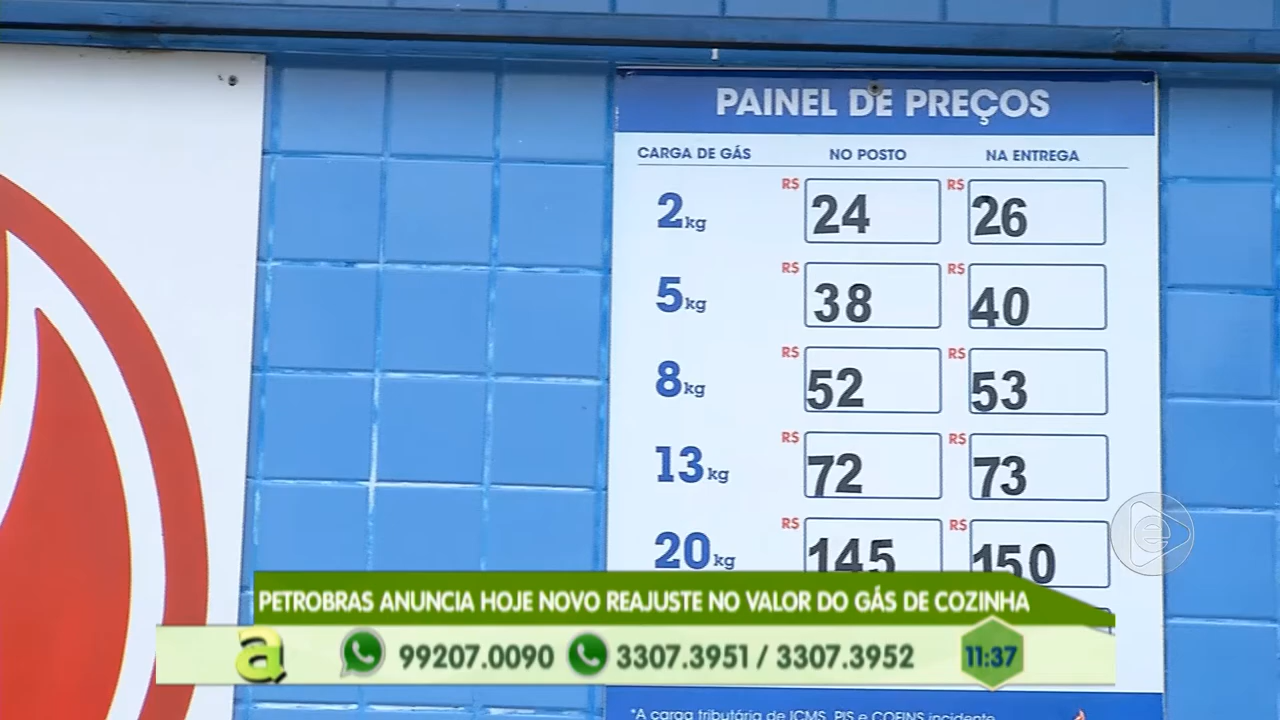 PAINEL DE PREÇOS
CARGA DE GÁS NO POSTO NA ENTREGA
2kg R$ 24 R$ 26
5kg R$ 38 R$ 40
8kg R$ 52 R$ 53
13kg R$ 72 R$ 73
20kg R$ 145 R$ 150
e
PETROBRAS ANUNCIA HOJE NOVO REAJUSTE NO VALOR DO GÁS DE COZINHA
a 99207.0090 3307.3951 / 3307.3952 11:37
*A carga tributária de ICMS, PIS e COFINS incidente